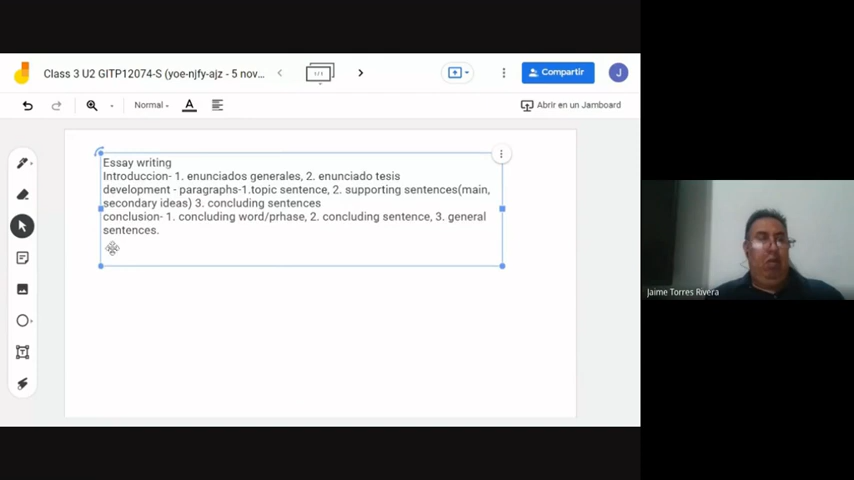 Class 3 U2 GITP12074-S (yoe-njfy-ajz - 5 nov...
Compartir
J
Normal
A
Abrir en un Jamboard
Essay writing
Introduccion- 1. enunciados generales, 2. enunciado tesis
development - paragraphs-1.topic sentence, 2. supporting sentences(main,
secondary ideas) 3. concluding sentences
conclusion- 1. concluding word/prhase, 2. concluding sentence, 3. general
sentences.
Jaime Torres Rivera